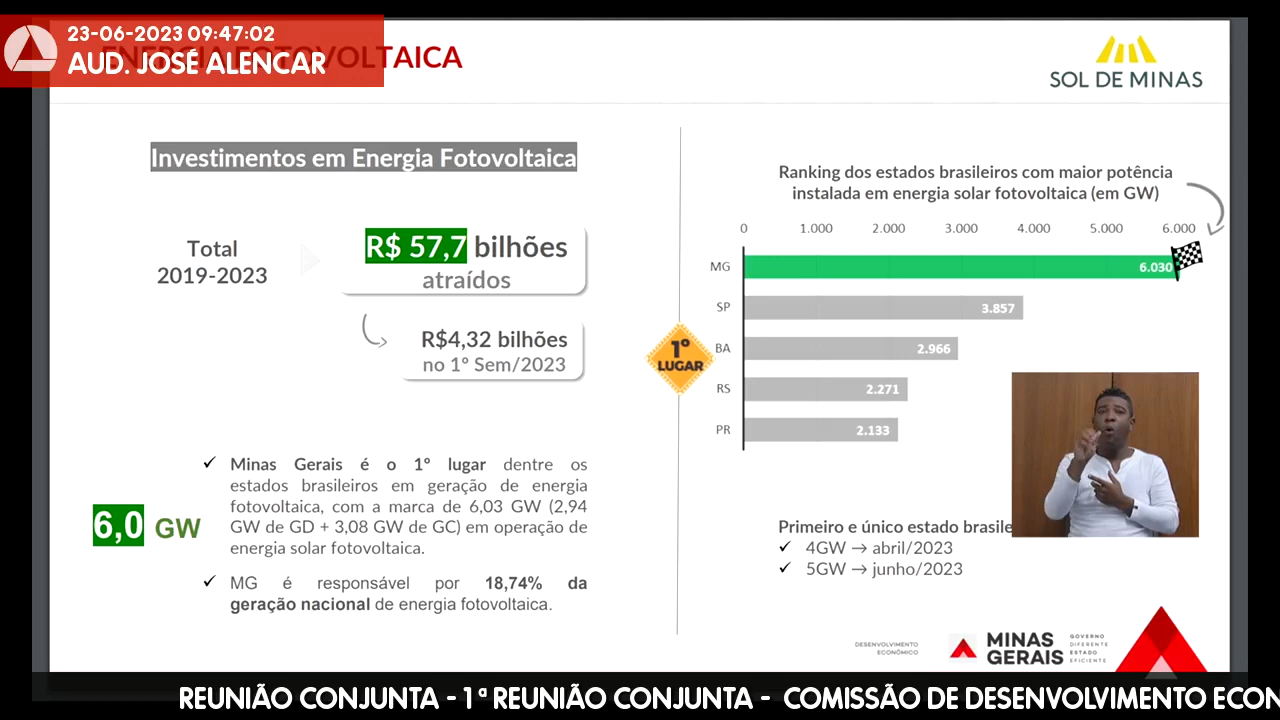 23-06-2023 09:47:02
AUD. JOSÉ ALENCAR
ENERGIA FOTOVOLTAICA
SOL DE MINAS
Investimentos em Energia Fotovoltaica
Total
2019-2023
R$ 57,7 bilhões
atraídos
R$4,32 bilhões
no 1º Sem/2023
6,0 GW
Minas Gerais é o 1º lugar dentre os
estados brasileiros em geração de energia
fotovoltaica, com a marca de 6,03 GW (2,94
GW de GD + 3,08 GW de GC) em operação de
energia solar fotovoltaica.
MG é responsável por 18,74% da
geração nacional de energia fotovoltaica.
1º
LUGAR
Ranking dos estados brasileiros com maior potência
instalada em energia solar fotovoltaica (em GW)
0 1.000 2.000 3.000 4.000 5.000 6.000
MG 6.030
SP 3.857
BA 2.966
RS 2.271
PR 2.133
Primeiro e único estado brasile
4GW → abril/2023
5GW → junho/2023
DESENVOLVIMENTO
ECONÔMICO
MINAS
GERAIS
GOVERNO
DIFERENTE
ESTADO
EFICIENTE
REUNIÃO CONJUNTA - 1ª REUNIÃO CONJUNTA - COMISSÃO DE DESENVOLVIMENTO ECON